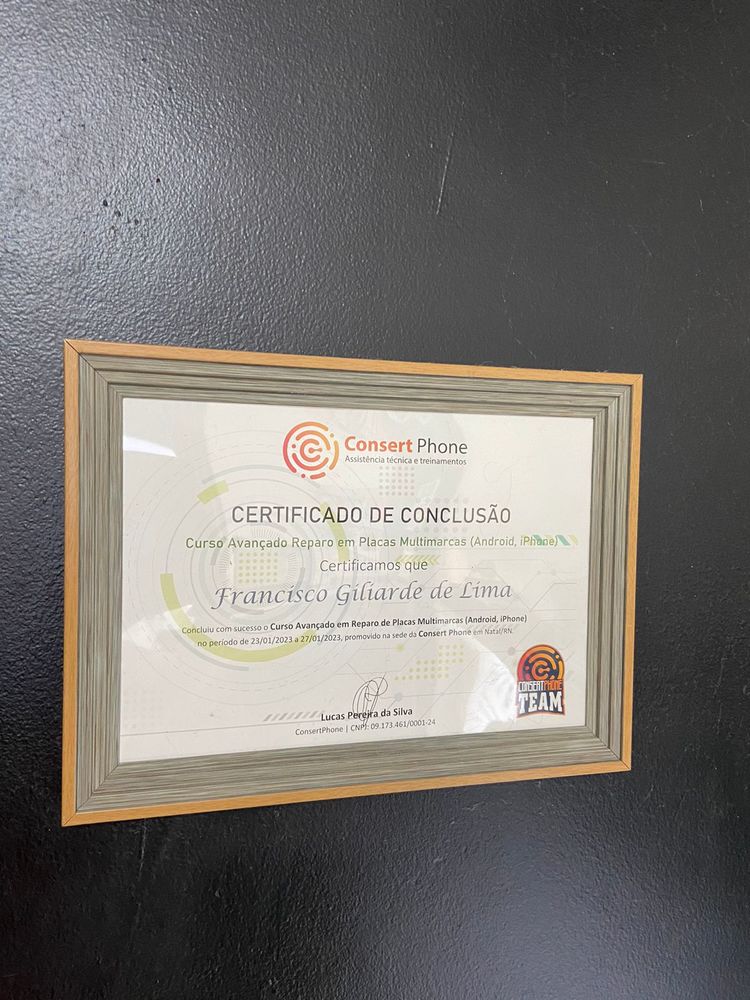 Consert Phone
Assistência técnica e treinamentos
CERTIFICADO DE CONCLUSÃO
Curso Avançado Reparo em Placas Multimarcas (Android, iPhone)
Certificamos que
Francisco Giliarde de Lima
Concluiu com sucesso o Curso Avançado em Reparo de Placas Multimarcas (Android, iPhone)
no período de 23/01/2023 a 27/01/2023, promovido na sede da Consert Phone em Natal/RN.
CONSERTPHONE
TEAM
Lucas Pereira da Silva
ConsertPhone | CNPJ: 09.173.461/0001-24